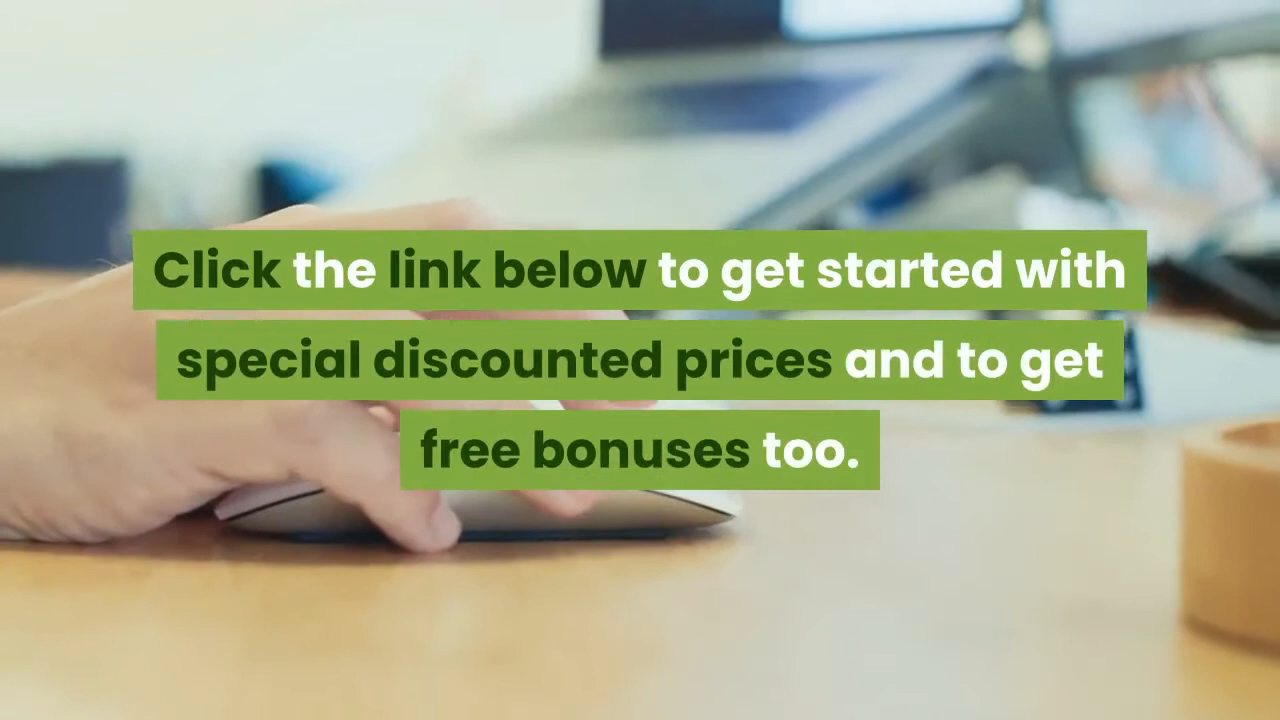 Click the link below to get started with
special discounted prices and to get
free bonuses too.